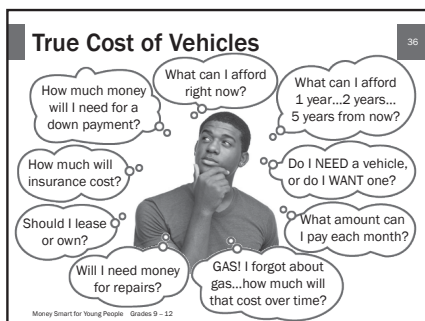 True Cost of Vehicles
36
How much money
will I need for a
down payment?
What can I afford
right now?
What can I afford
1 year...2 years...
5 years from now?
How much will
insurance cost?
Do I NEED a vehicle,
or do I WANT one?
Should I lease
or own?
What amount can
I pay each month?
Will I need money
for repairs?
GAS! I forgot about
gas...how much will
that cost over time?
Money Smart for Young People Grades 9 – 12